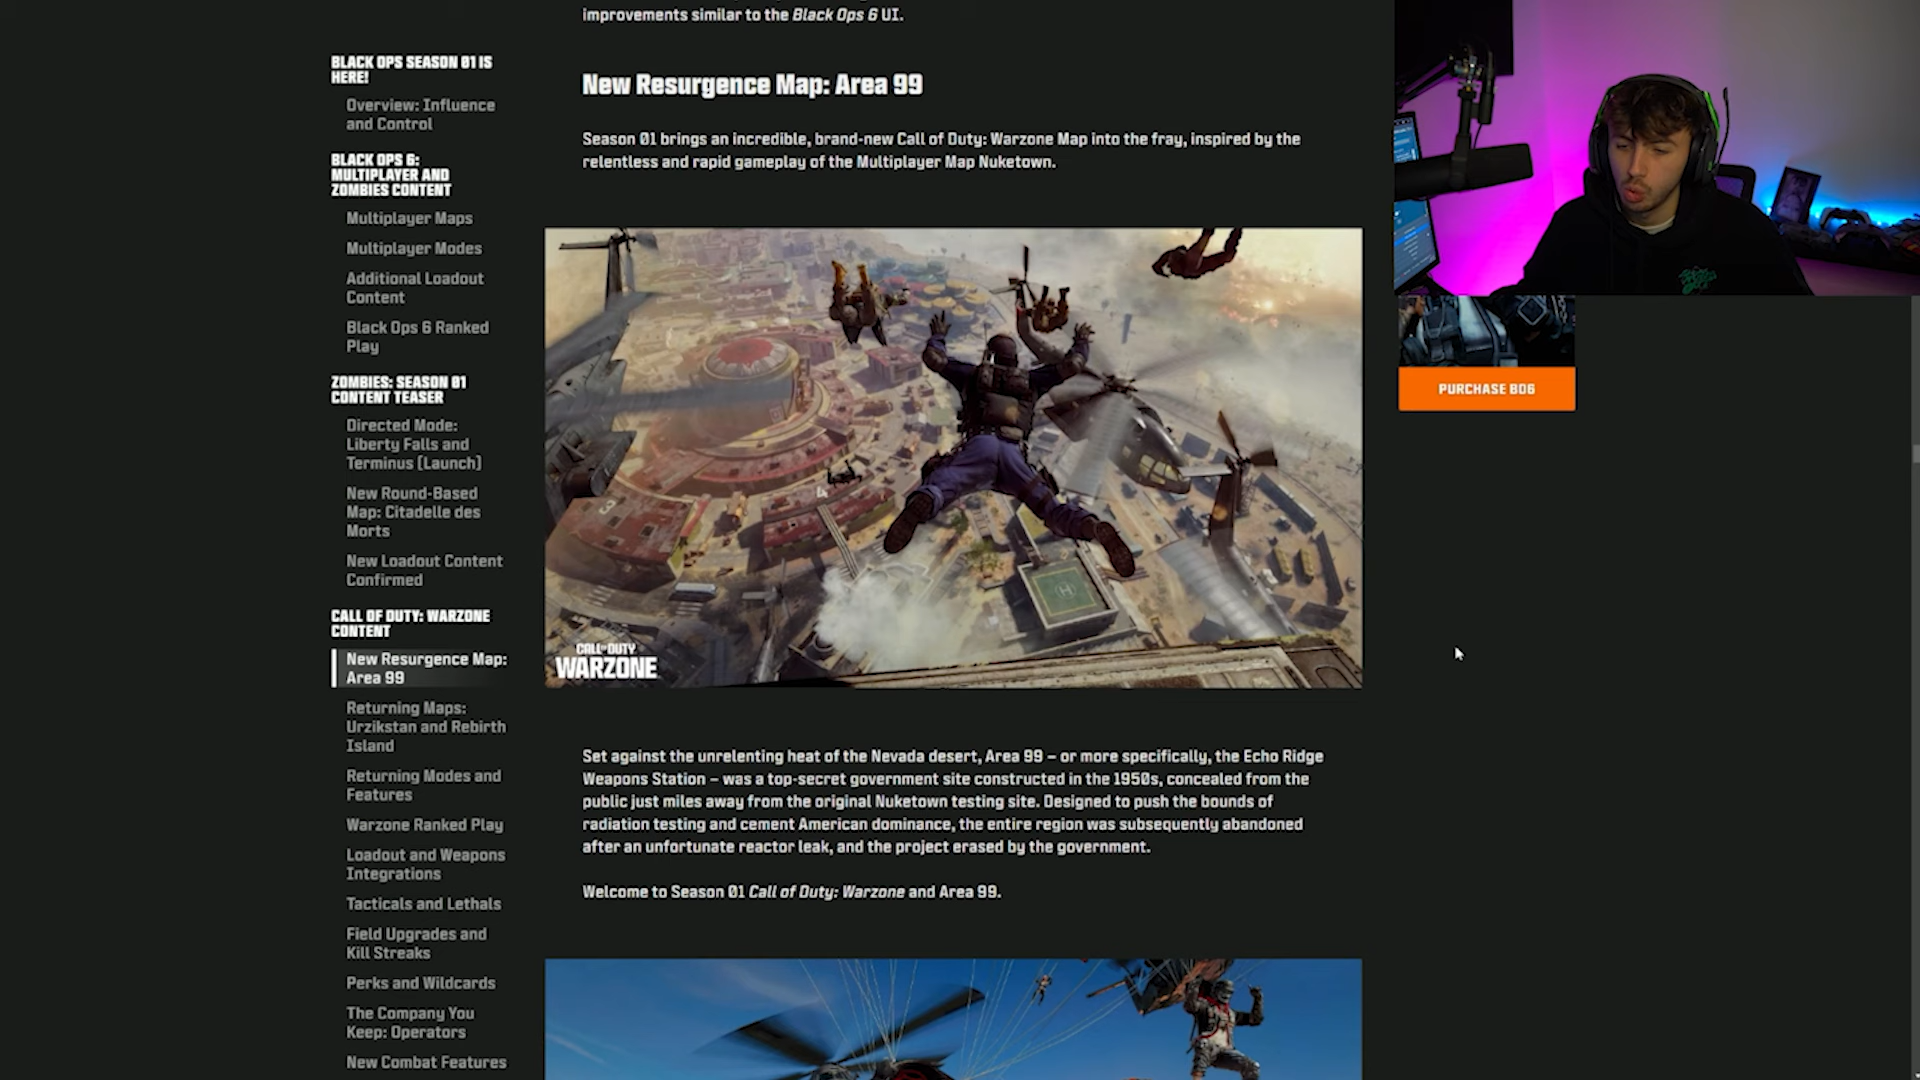 improvements similar to the Black Ops 6 UI.
BLACK OPS SEASON 01 IS
HERE!
Overview: Influence
and Control
BLACK OPS 6:
MULTIPLAYER AND
ZOMBIES CONTENT
Multiplayer Maps
Multiplayer Modes
Additional Loadout
Content
Black Ops 6 Ranked
Play
ZOMBIES: SEASON 01
CONTENT TEASER
Directed Mode:
Liberty Falls and
Terminus (Launch)
New Round-Based
Map: Citadelle des
Morts
New Loadout Content
Confirmed
CALL OF DUTY: WARZONE
CONTENT
New Resurgence Map:
Area 99
Returning Maps:
Urzikstan and Rebirth
Island
Returning Modes and
Features
Warzone Ranked Play
Loadout and Weapons
Integrations
Tacticals and Lethals
Field Upgrades and
Kill Streaks
Perks and Wildcards
The Company You
Keep: Operators
New Combat Features
New Resurgence Map: Area 99
Season 01 brings an incredible, brand-new Call of Duty: Warzone Map into the fray, inspired by the
relentless and rapid gameplay of the Multiplayer Map Nuketown.
3
4
H
CALL OF DUTY
WARZONE
Set against the unrelenting heat of the Nevada desert, Area 99 – or more specifically, the Echo Ridge
Weapons Station – was a top-secret government site constructed in the 1950s, concealed from the
public just miles away from the original Nuketown testing site. Designed to push the bounds of
radiation testing and cement American dominance, the entire region was subsequently abandoned
after an unfortunate reactor leak, and the project erased by the government.
Welcome to Season 01 Call of Duty: Warzone and Area 99.
PURCHASE BO6